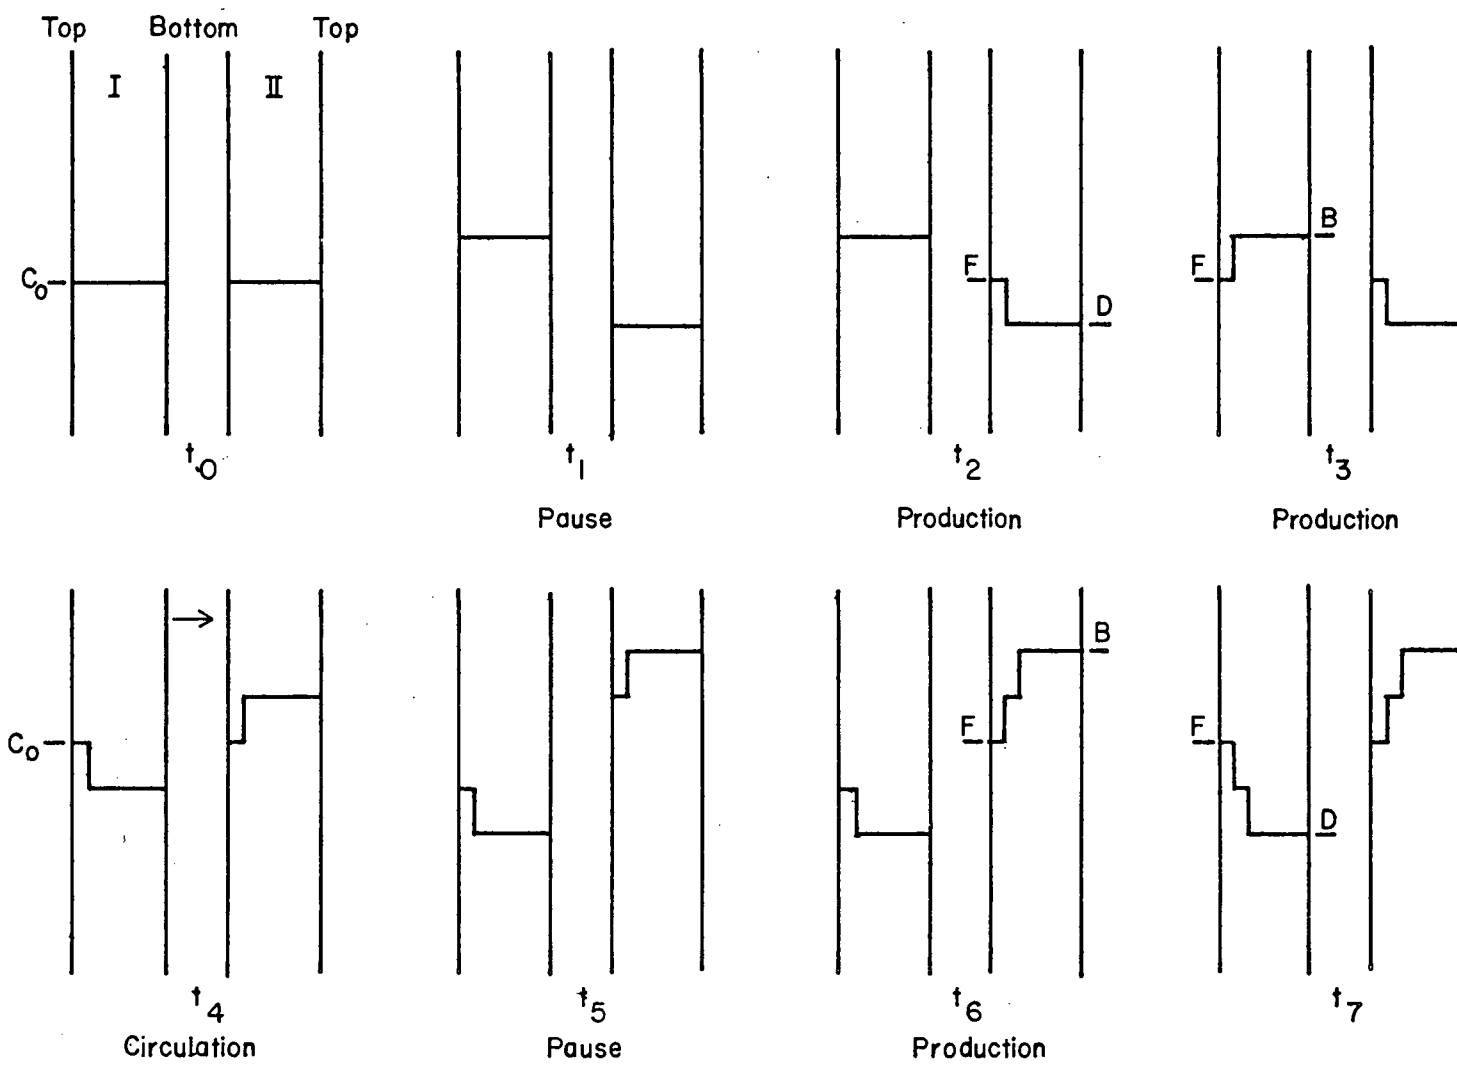 Top Bottom Top
I II
C₀
F D
F B
t₀ t₁ t₂ t₃
Pause Production Production
C₀
F B
F D
t₄ t₅ t₆ t₇
Circulation Pause Production